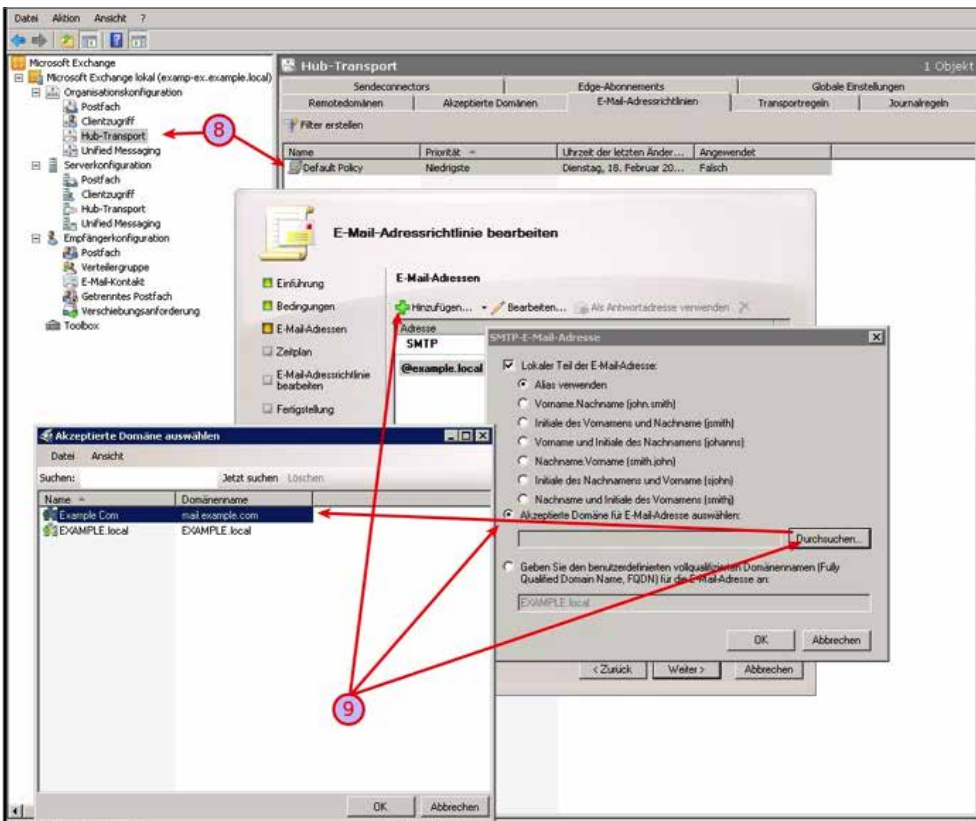 Datei Aktion Ansicht ?
Microsoft Exchange
Microsoft Exchange lokal (examp-ex.example.local)
Organisationskonfiguration
Postfach
Clientzugriff
Hub-Transport
Unified Messaging
Serverkonfiguration
Postfach
Clientzugriff
Hub-Transport
Unified Messaging
Empfängerkonfiguration
Postfach
Verteilergruppe
E-Mail-Kontakt
Getrenntes Postfach
Verschiebungsanforderung
Toolbox
8
Hub-Transport 1 Objekt
Sendeconnectors Edge-Abonnements Globale Einstellungen
Remotedomänen Akzeptierte Domänen E-Mail-Adressrichtlinien Transportregeln Journalregeln
Filter erstellen
Name Priorität Uhrzeit der letzten Änder... Angewendet
Default Policy Niedrigste Dienstag, 18. Februar 20... Falsch
E-Mail-Adressrichtlinie bearbeiten
Einführung
Bedingungen
E-Mail-Adressen
Zeitplan
E-Mail-Adressrichtlinie
bearbeiten
Fertigstellung
E-Mail-Adressen
Hinzufügen... Bearbeiten... Als Antwortadresse verwenden
Adresse
SMTP
@example.local
< Zurück Weiter > Abbrechen
SMTP-E-Mail-Adresse
Lokaler Teil der E-Mail-Adresse:
Alias verwenden
Vorname.Nachname (john.smith)
Initiale des Vornamens und Nachname (jsmith)
Vorname und Initiale des Nachnamens (johanns)
Nachname.Vorname (smith.john)
Initiale des Nachnamens und Vorname (sjohn)
Nachname und Initiale des Vornamens (smithj)
Akzeptierte Domäne für E-Mail-Adresse auswählen:
Durchsuchen...
Geben Sie den benutzerdefinierten vollqualifizierten Domänennamen (Fully
Qualified Domain Name, FQDN) für die E-Mail-Adresse an:
EXAMPLE.local
OK Abbrechen
Akzeptierte Domäne auswählen
Datei Ansicht
Suchen: Jetzt suchen Löschen
Name Domänenname
Example Com mail.example.com
EXAMPLE.local EXAMPLE.local
OK Abbrechen
9